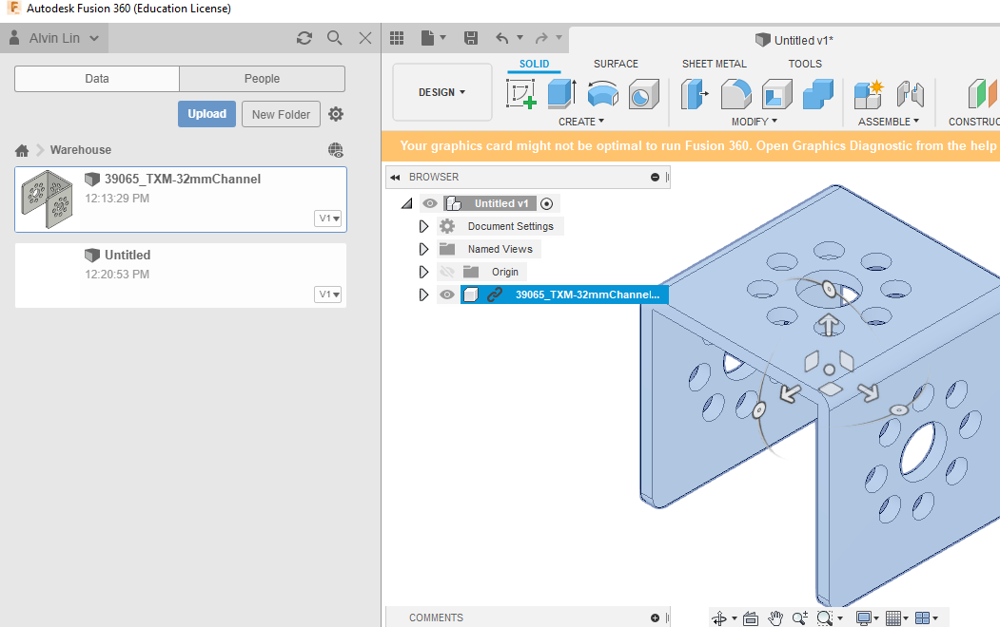 Autodesk Fusion 360 (Education License)
Alvin Lin
Data
People
Upload
New Folder
Warehouse
39065_TXM-32mmChannel
12:13:29 PM
V1
Untitled
12:20:53 PM
V1
Untitled v1*
SOLID
SURFACE
SHEET METAL
TOOLS
DESIGN
CREATE
MODIFY
ASSEMBLE
CONSTRUC
Your graphics card might not be optimal to run Fusion 360. Open Graphics Diagnostic from the help
BROWSER
Untitled v1
Document Settings
Named Views
Origin
39065_TXM-32mmChannel...
COMMENTS